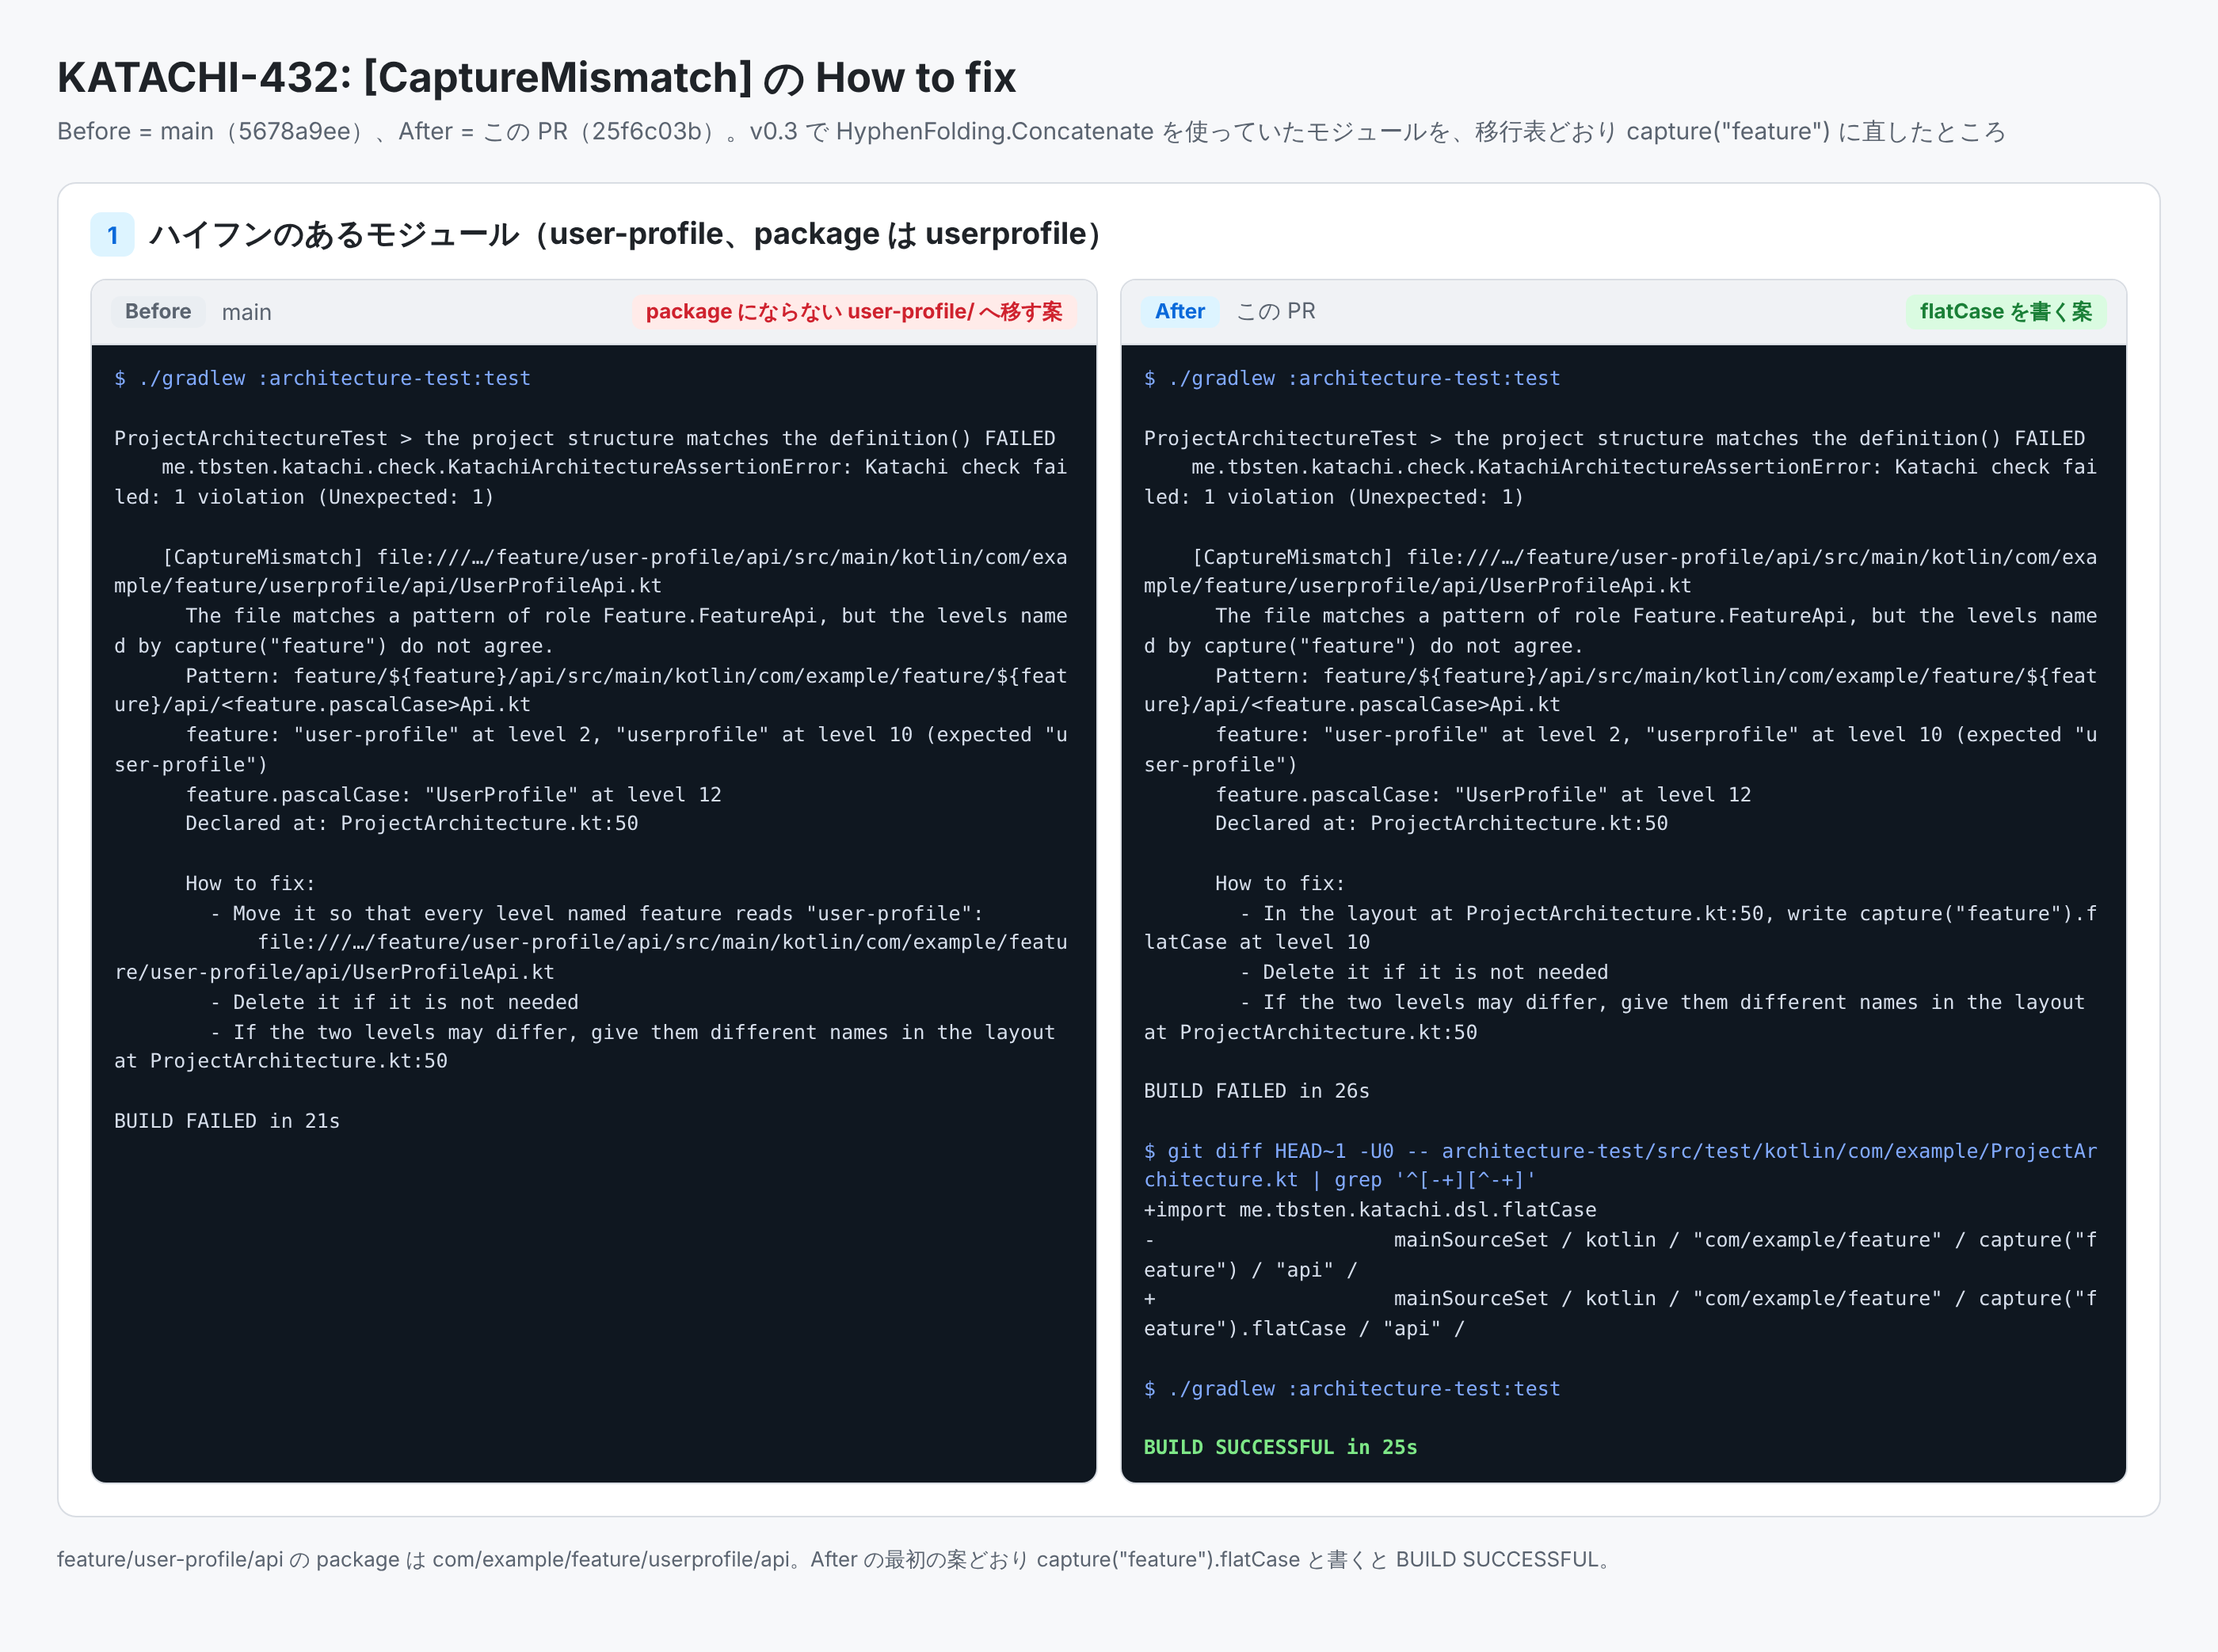 KATACHI-432: [CaptureMismatch] の How to fix
Before = main（5678a9ee）、After = この PR（25f6c03b）。v0.3 で HyphenFolding.Concatenate を使っていたモジュールを、移行表どおり capture("feature") に直したところ
1 ハイフンのあるモジュール（user-profile、package は userprofile）
Before main package にならない user-profile/ へ移す案
$ ./gradlew :architecture-test:test
ProjectArchitectureTest > the project structure matches the definition() FAILED
    me.tbsten.katachi.check.KatachiArchitectureAssertionError: Katachi check fai
led: 1 violation (Unexpected: 1)
    [CaptureMismatch] file:///…/feature/user-profile/api/src/main/kotlin/com/exa
mple/feature/userprofile/api/UserProfileApi.kt
      The file matches a pattern of role Feature.FeatureApi, but the levels name
d by capture("feature") do not agree.
      Pattern: feature/${feature}/api/src/main/kotlin/com/example/feature/${feat
ure}/api/<feature.pascalCase>Api.kt
      feature: "user-profile" at level 2, "userprofile" at level 10 (expected "u
ser-profile")
      feature.pascalCase: "UserProfile" at level 12
      Declared at: ProjectArchitecture.kt:50
      How to fix:
        - Move it so that every level named feature reads "user-profile":
            file:///…/feature/user-profile/api/src/main/kotlin/com/example/featu
re/user-profile/api/UserProfileApi.kt
        - Delete it if it is not needed
        - If the two levels may differ, give them different names in the layout
at ProjectArchitecture.kt:50
BUILD FAILED in 21s
After この PR flatCase を書く案
$ ./gradlew :architecture-test:test
ProjectArchitectureTest > the project structure matches the definition() FAILED
    me.tbsten.katachi.check.KatachiArchitectureAssertionError: Katachi check fai
led: 1 violation (Unexpected: 1)
    [CaptureMismatch] file:///…/feature/user-profile/api/src/main/kotlin/com/exa
mple/feature/userprofile/api/UserProfileApi.kt
      The file matches a pattern of role Feature.FeatureApi, but the levels name
d by capture("feature") do not agree.
      Pattern: feature/${feature}/api/src/main/kotlin/com/example/feature/${feat
ure}/api/<feature.pascalCase>Api.kt
      feature: "user-profile" at level 2, "userprofile" at level 10 (expected "u
ser-profile")
      feature.pascalCase: "UserProfile" at level 12
      Declared at: ProjectArchitecture.kt:50
      How to fix:
        - In the layout at ProjectArchitecture.kt:50, write capture("feature").f
latCase at level 10
        - Delete it if it is not needed
        - If the two levels may differ, give them different names in the layout
at ProjectArchitecture.kt:50
BUILD FAILED in 26s
$ git diff HEAD~1 -U0 -- architecture-test/src/test/kotlin/com/example/ProjectAr
chitecture.kt | grep '^[-+][^-+]'
+import me.tbsten.katachi.dsl.flatCase
-                    mainSourceSet / kotlin / "com/example/feature" / capture("f
eature") / "api" /
+                    mainSourceSet / kotlin / "com/example/feature" / capture("f
eature").flatCase / "api" /
$ ./gradlew :architecture-test:test
BUILD SUCCESSFUL in 25s
feature/user-profile/api の package は com/example/feature/userprofile/api。After の最初の案どおり capture("feature").flatCase と書くと BUILD SUCCESSFUL。